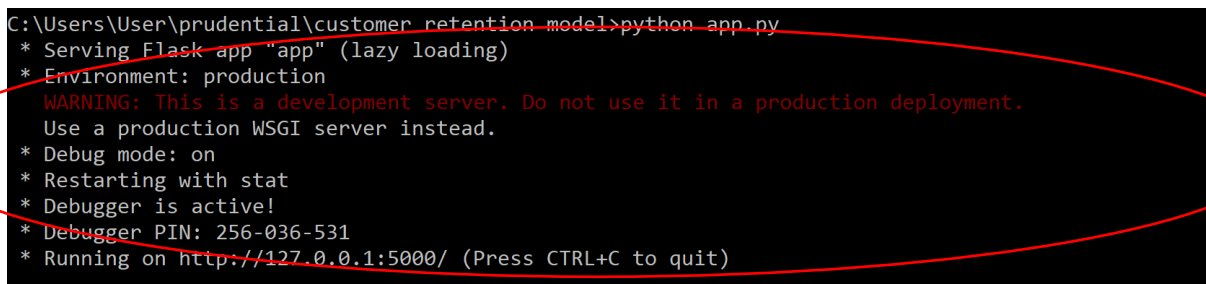 C:\Users\User\prudential\customer retention model>python app.py
* Serving Flask app "app" (lazy loading)
* Environment: production
WARNING: This is a development server. Do not use it in a production deployment.
Use a production WSGI server instead.
* Debug mode: on
* Restarting with stat
* Debugger is active!
* Debugger PIN: 256-036-531
* Running on http://127.0.0.1:5000/ (Press CTRL+C to quit)